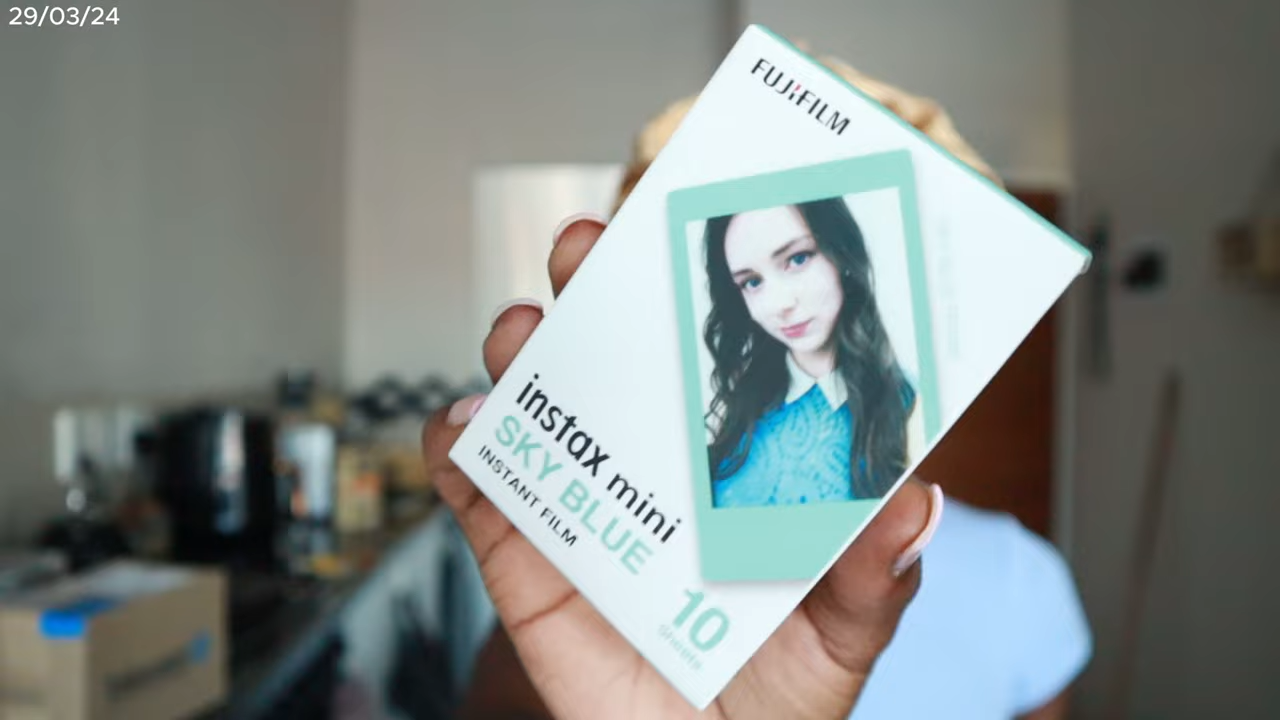 29/03/24
FUJIFILM
instax mini
SKY BLUE
INSTANT FILM
10
sheets